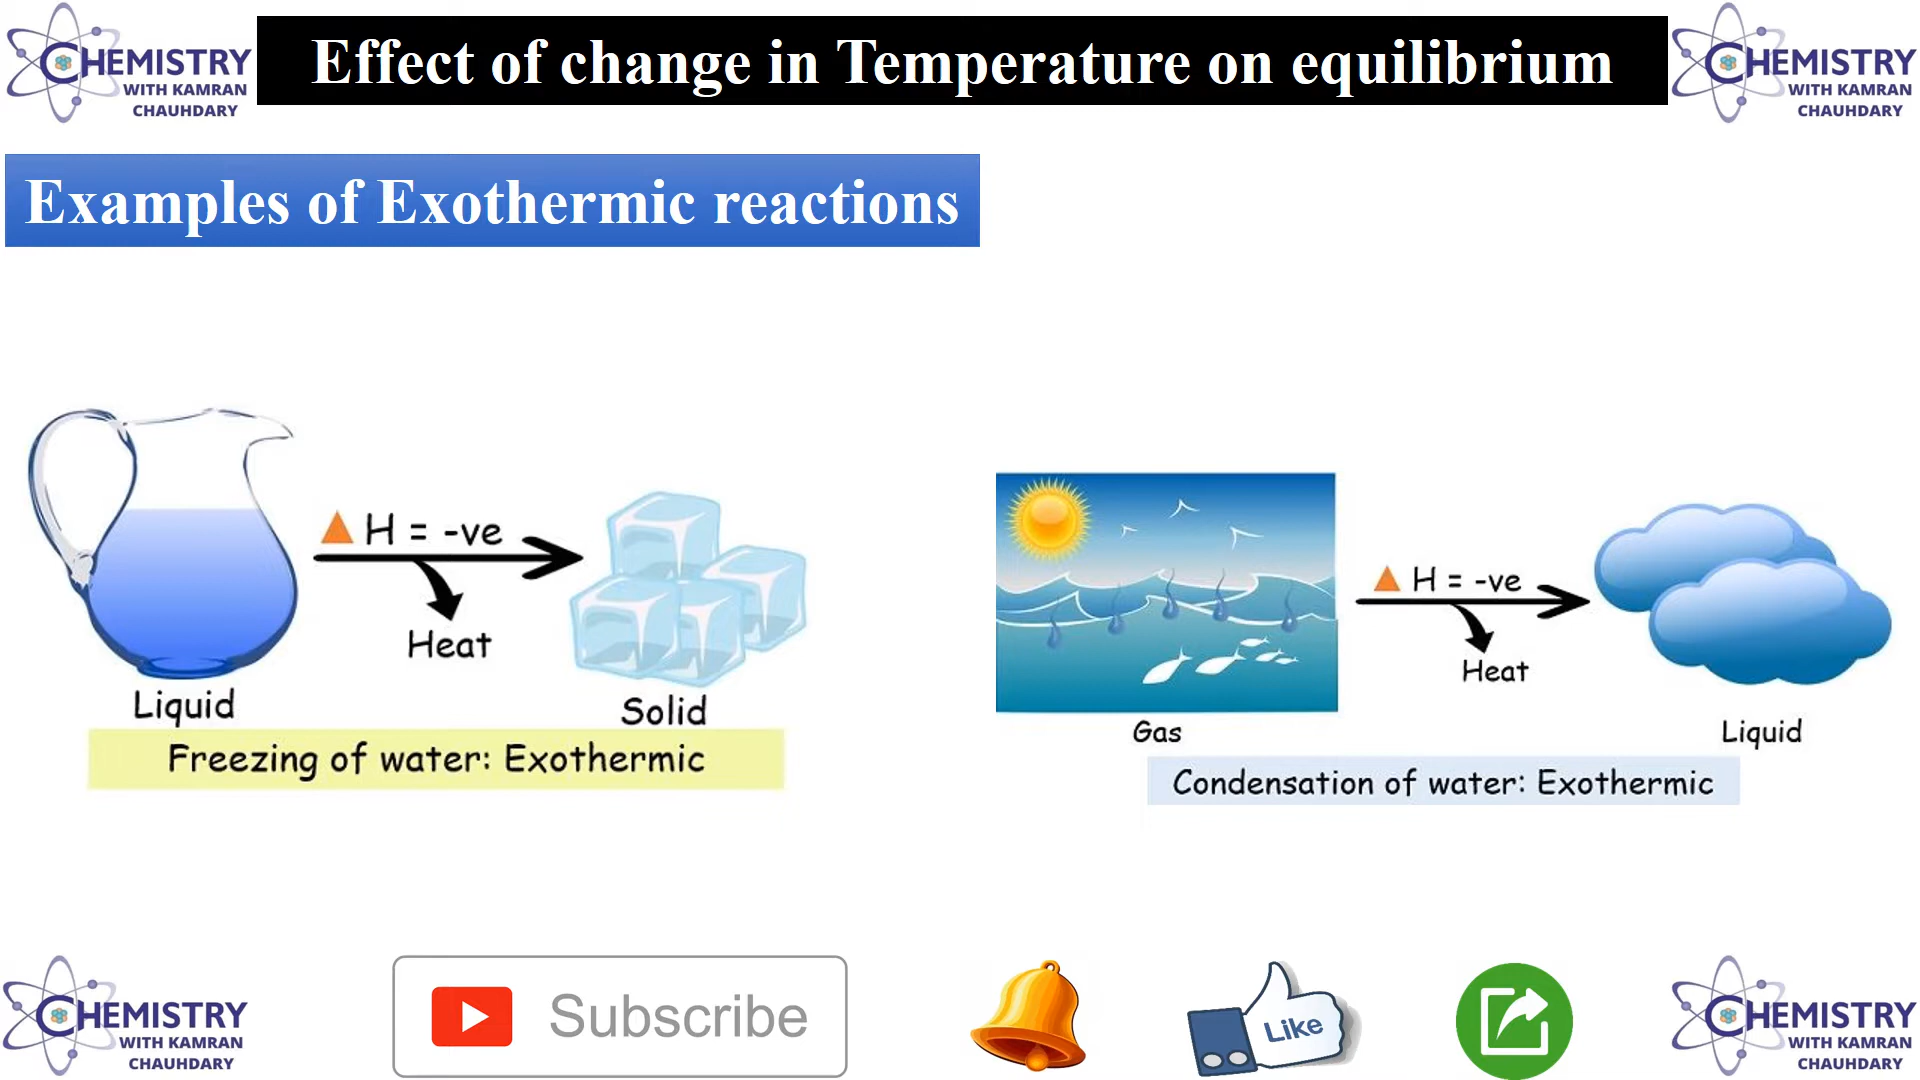 CHEMISTRY
WITH KAMRAN
CHAUHDARY
Effect of change in Temperature on equilibrium
CHEMISTRY
WITH KAMRAN
CHAUHDARY
Examples of Exothermic reactions
H = -ve
Heat
Liquid
Solid
Freezing of water: Exothermic
H = -ve
Heat
Gas
Liquid
Condensation of water: Exothermic
CHEMISTRY
WITH KAMRAN
CHAUHDARY
Subscribe
Like
CHEMISTRY
WITH KAMRAN
CHAUHDARY